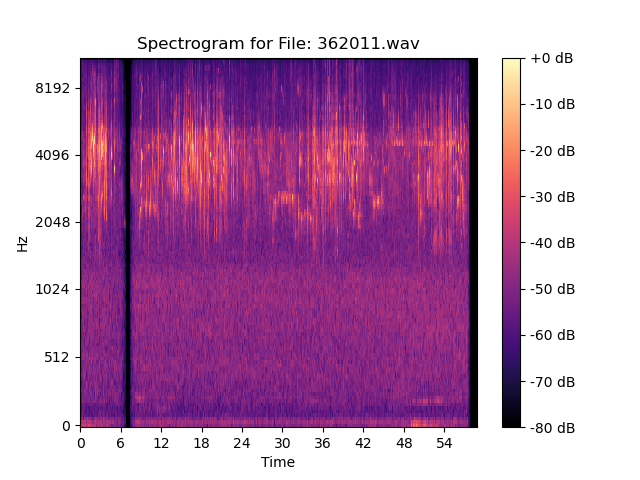 Spectrogram for File: 362011.wav
Hz
8192
4096
2048
1024
512
0
0 6 12 18 24 30 36 42 48 54
Time
+0 dB
-10 dB
-20 dB
-30 dB
-40 dB
-50 dB
-60 dB
-70 dB
-80 dB